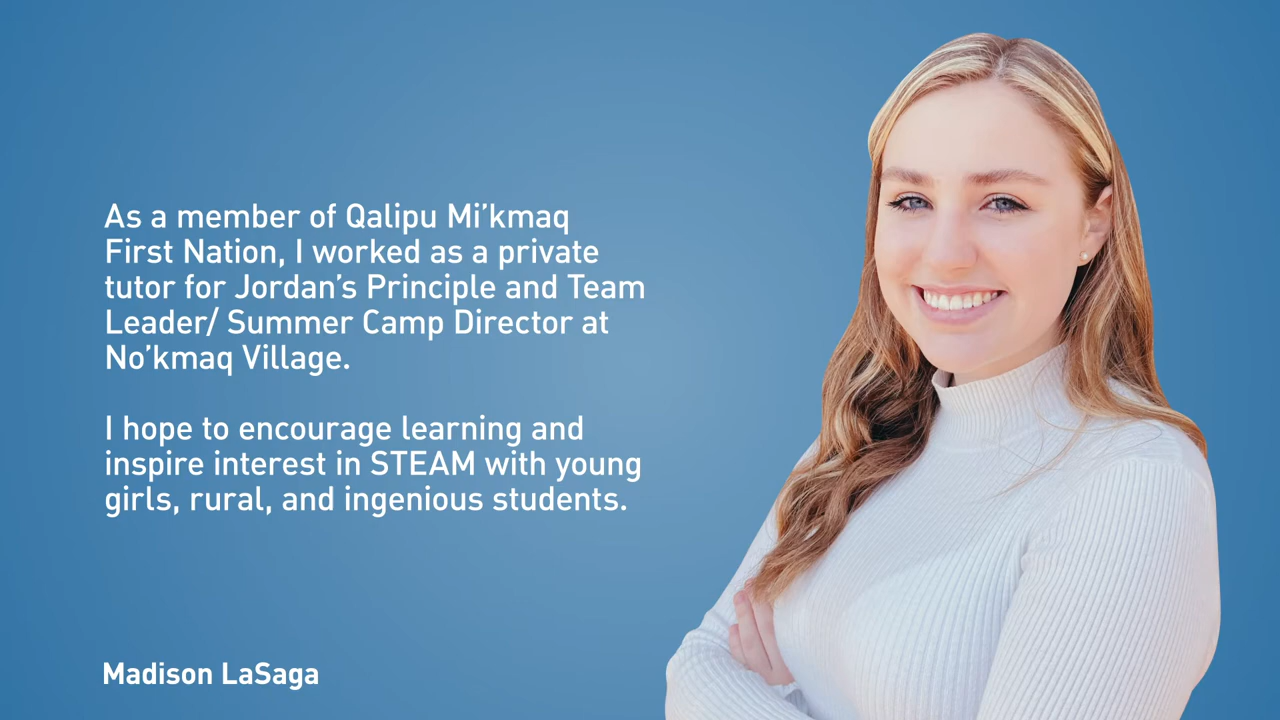 As a member of Qalipu Mi’kmaq
First Nation, I worked as a private
tutor for Jordan’s Principle and Team
Leader/ Summer Camp Director at
No’kmaq Village.
I hope to encourage learning and
inspire interest in STEAM with young
girls, rural, and ingenious students.
Madison LaSaga